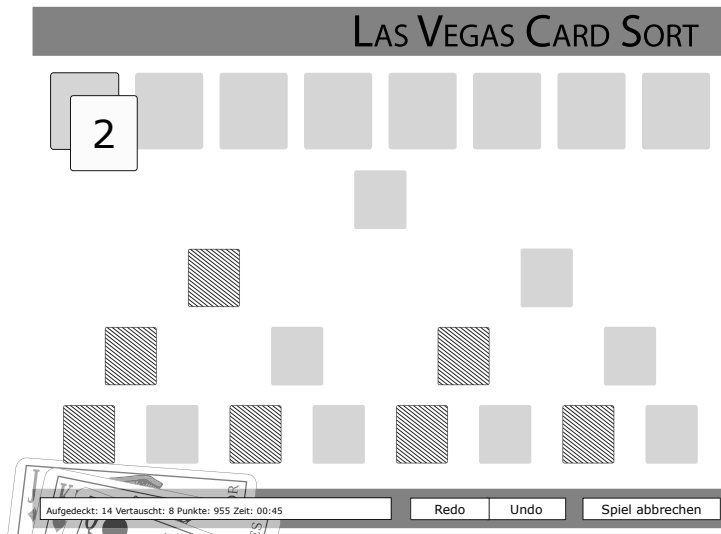 LAS VEGAS CARD SORT
2
J
K
Aufgedeckt: 14 Vertauscht: 8 Punkte: 955 Zeit: 00:45
Redo
Undo
Spiel abbrechen